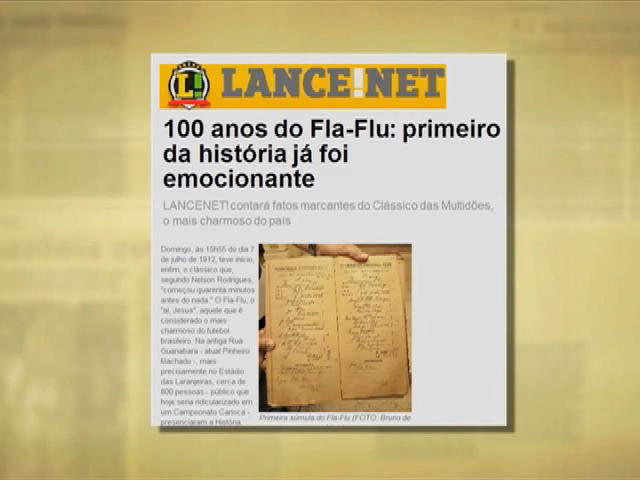 LANCE!NET
100 anos do Fla-Flu: primeiro
da história já foi
emocionante
LANCENET! contará fatos marcantes do Clássico das Multidões,
o mais charmoso do país
Domingo, às 15h55 do dia 7
de julho de 1912, teve início,
enfim, o clássico que,
segundo Nelson Rodrigues,
"começou quarenta minutos
antes do nada." O Fla-Flu, o
"ai, Jesus", aquele que é
considerado o mais
charmoso do futebol
brasileiro. Na antiga Rua
Guanabara - atual Pinheiro
Machado -, mais
precisamente no Estádio
das Laranjeiras, cerca de
800 pessoas - público que
hoje seria ridicularizado em
um Campeonato Carioca -
presenciaram a História.
Primeira súmula do Fla-Flu (FOTO: Bruno de